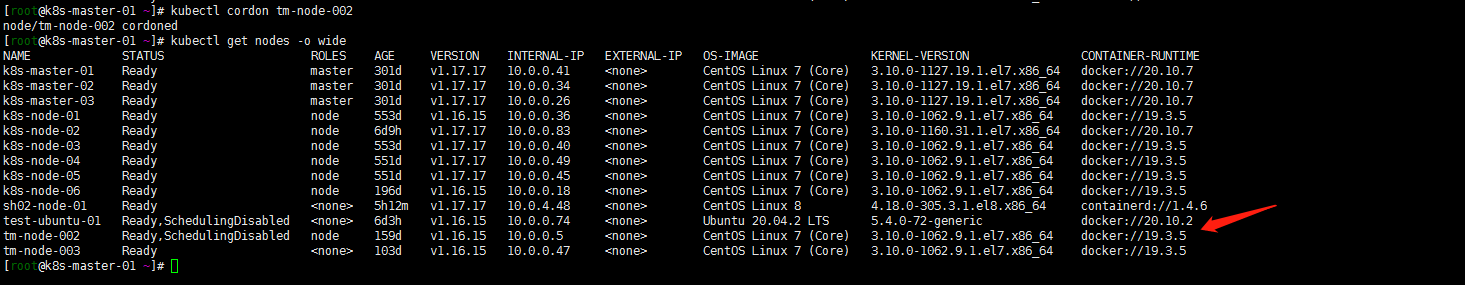 [root@k8s-master-01 ~]# kubectl cordon tm-node-002
node/tm-node-002 cordoned
[root@k8s-master-01 ~]# kubectl get nodes -o wide
NAME STATUS ROLES AGE VERSION INTERNAL-IP EXTERNAL-IP OS-IMAGE KERNEL-VERSION CONTAINER-RUNTIME
k8s-master-01 Ready master 301d v1.17.17 10.0.0.41 <none> CentOS Linux 7 (Core) 3.10.0-1127.19.1.el7.x86_64 docker://20.10.7
k8s-master-02 Ready master 301d v1.17.17 10.0.0.34 <none> CentOS Linux 7 (Core) 3.10.0-1127.19.1.el7.x86_64 docker://20.10.7
k8s-master-03 Ready master 301d v1.17.17 10.0.0.26 <none> CentOS Linux 7 (Core) 3.10.0-1127.19.1.el7.x86_64 docker://20.10.7
k8s-node-01 Ready node 553d v1.16.15 10.0.0.36 <none> CentOS Linux 7 (Core) 3.10.0-1062.9.1.el7.x86_64 docker://19.3.5
k8s-node-02 Ready node 6d9h v1.17.17 10.0.0.83 <none> CentOS Linux 7 (Core) 3.10.0-1160.31.1.el7.x86_64 docker://20.10.7
k8s-node-03 Ready node 553d v1.17.17 10.0.0.40 <none> CentOS Linux 7 (Core) 3.10.0-1062.9.1.el7.x86_64 docker://19.3.5
k8s-node-04 Ready node 551d v1.17.17 10.0.0.49 <none> CentOS Linux 7 (Core) 3.10.0-1062.9.1.el7.x86_64 docker://19.3.5
k8s-node-05 Ready node 551d v1.17.17 10.0.0.45 <none> CentOS Linux 7 (Core) 3.10.0-1062.9.1.el7.x86_64 docker://19.3.5
k8s-node-06 Ready node 196d v1.16.15 10.0.0.18 <none> CentOS Linux 7 (Core) 3.10.0-1062.9.1.el7.x86_64 docker://19.3.5
sh02-node-01 Ready <none> 5h12m v1.17.17 10.0.4.48 <none> CentOS Linux 8 4.18.0-305.3.1.el8.x86_64 containerd://1.4.6
test-ubuntu-01 Ready,SchedulingDisabled <none> 6d3h v1.16.15 10.0.0.74 <none> Ubuntu 20.04.2 LTS 5.4.0-72-generic docker://20.10.2
tm-node-002 Ready,SchedulingDisabled node 159d v1.16.15 10.0.0.5 <none> CentOS Linux 7 (Core) 3.10.0-1062.9.1.el7.x86_64 docker://19.3.5
tm-node-003 Ready <none> 103d v1.16.15 10.0.0.47 <none> CentOS Linux 7 (Core) 3.10.0-1062.9.1.el7.x86_64 docker://19.3.5
[root@k8s-master-01 ~]#